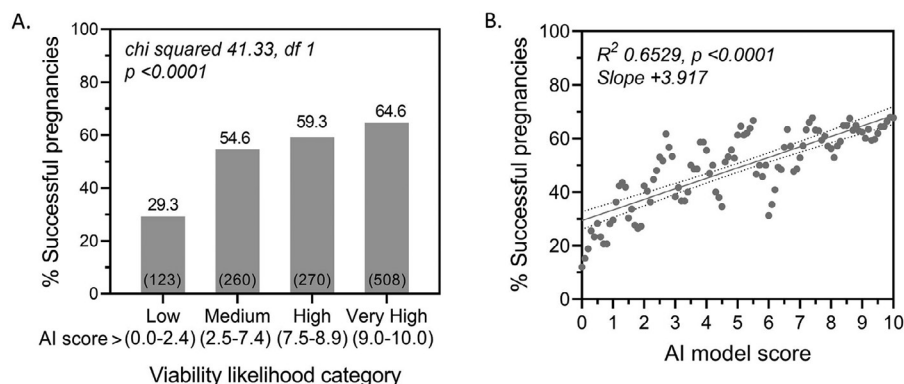 A.
% Successful pregnancies
100
80
60
40
20
0
chi squared 41.33, df 1
p <0.0001
29.3
54.6
59.3
64.6
(123)
(260)
(270)
(508)
Low Medium High Very High
AI score > (0.0-2.4) (2.5-7.4) (7.5-8.9) (9.0-10.0)
Viability likelihood category
B.
% Successful pregnancies
100
80
60
40
20
0
R² 0.6529, p <0.0001
Slope +3.917
0 1 2 3 4 5 6 7 8 9 10
AI model score